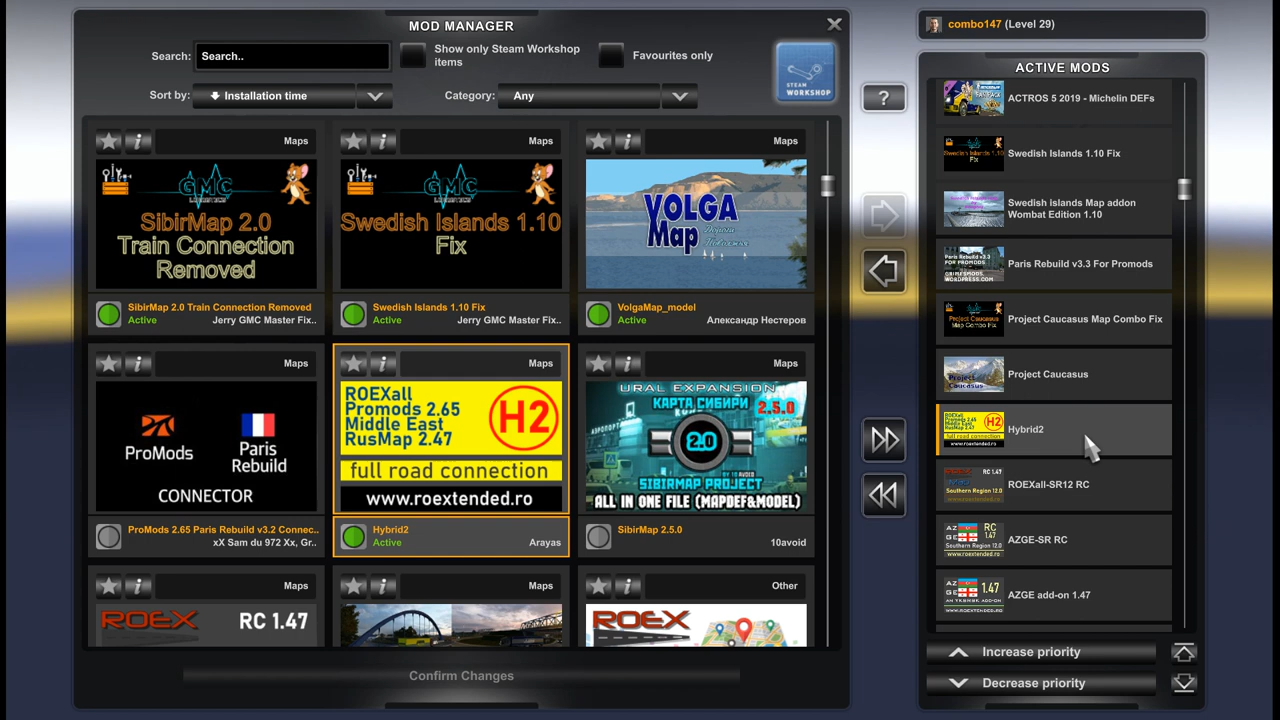 MOD MANAGER
Search:
Search..
Show only Steam Workshop
items
Favourites only
STEAM
WORKSHOP
Sort by:
Installation time
Category:
Any
Maps
SibirMap 2.0
Train Connection
Removed
SibirMap 2.0 Train Connection Removed
Active
Jerry GMC Master Fix..
Maps
GMC
Swedish Islands 1.10
Fix
Swedish Islands 1.10 Fix
Active
Jerry GMC Master Fix..
Maps
VOLGA
Map
VolgaMap_model
Active
Александр Нестеров
Maps
ProMods
Paris
Rebuild
CONNECTOR
ProMods 2.65 Paris Rebuild v3.2 Connec..
xX Sam du 972 Xx, Gr..
Maps
ROEXall
Promods 2.65
Middle East
RusMap 2.47
H2
full road connection
www.roextended.ro
Hybrid2
Active
Arayas
Maps
URAL EXPANSION
КАРТА СИБИРИ
2.5.0
2.0
SIBIRMAP PROJECT
ALL IN ONE FILE (MAPDEF&MODEL)
SibirMap 2.5.0
10avoid
Maps
ROEX
RC 1.47
Maps
Other
ROEX
Confirm Changes
?
combo147 (Level 29)
ACTIVE MODS
ACTROS 5 2019 - Michelin DEFs
Swedish Islands 1.10 Fix
Swedish islands Map addon
Wombat Edition 1.10
Paris Rebuild v3.3 For Promods
Project Caucasus Map Combo Fix
Project Caucasus
Hybrid2
ROEXall-SR12 RC
AZGE-SR RC
AZGE add-on 1.47
Increase priority
Decrease priority